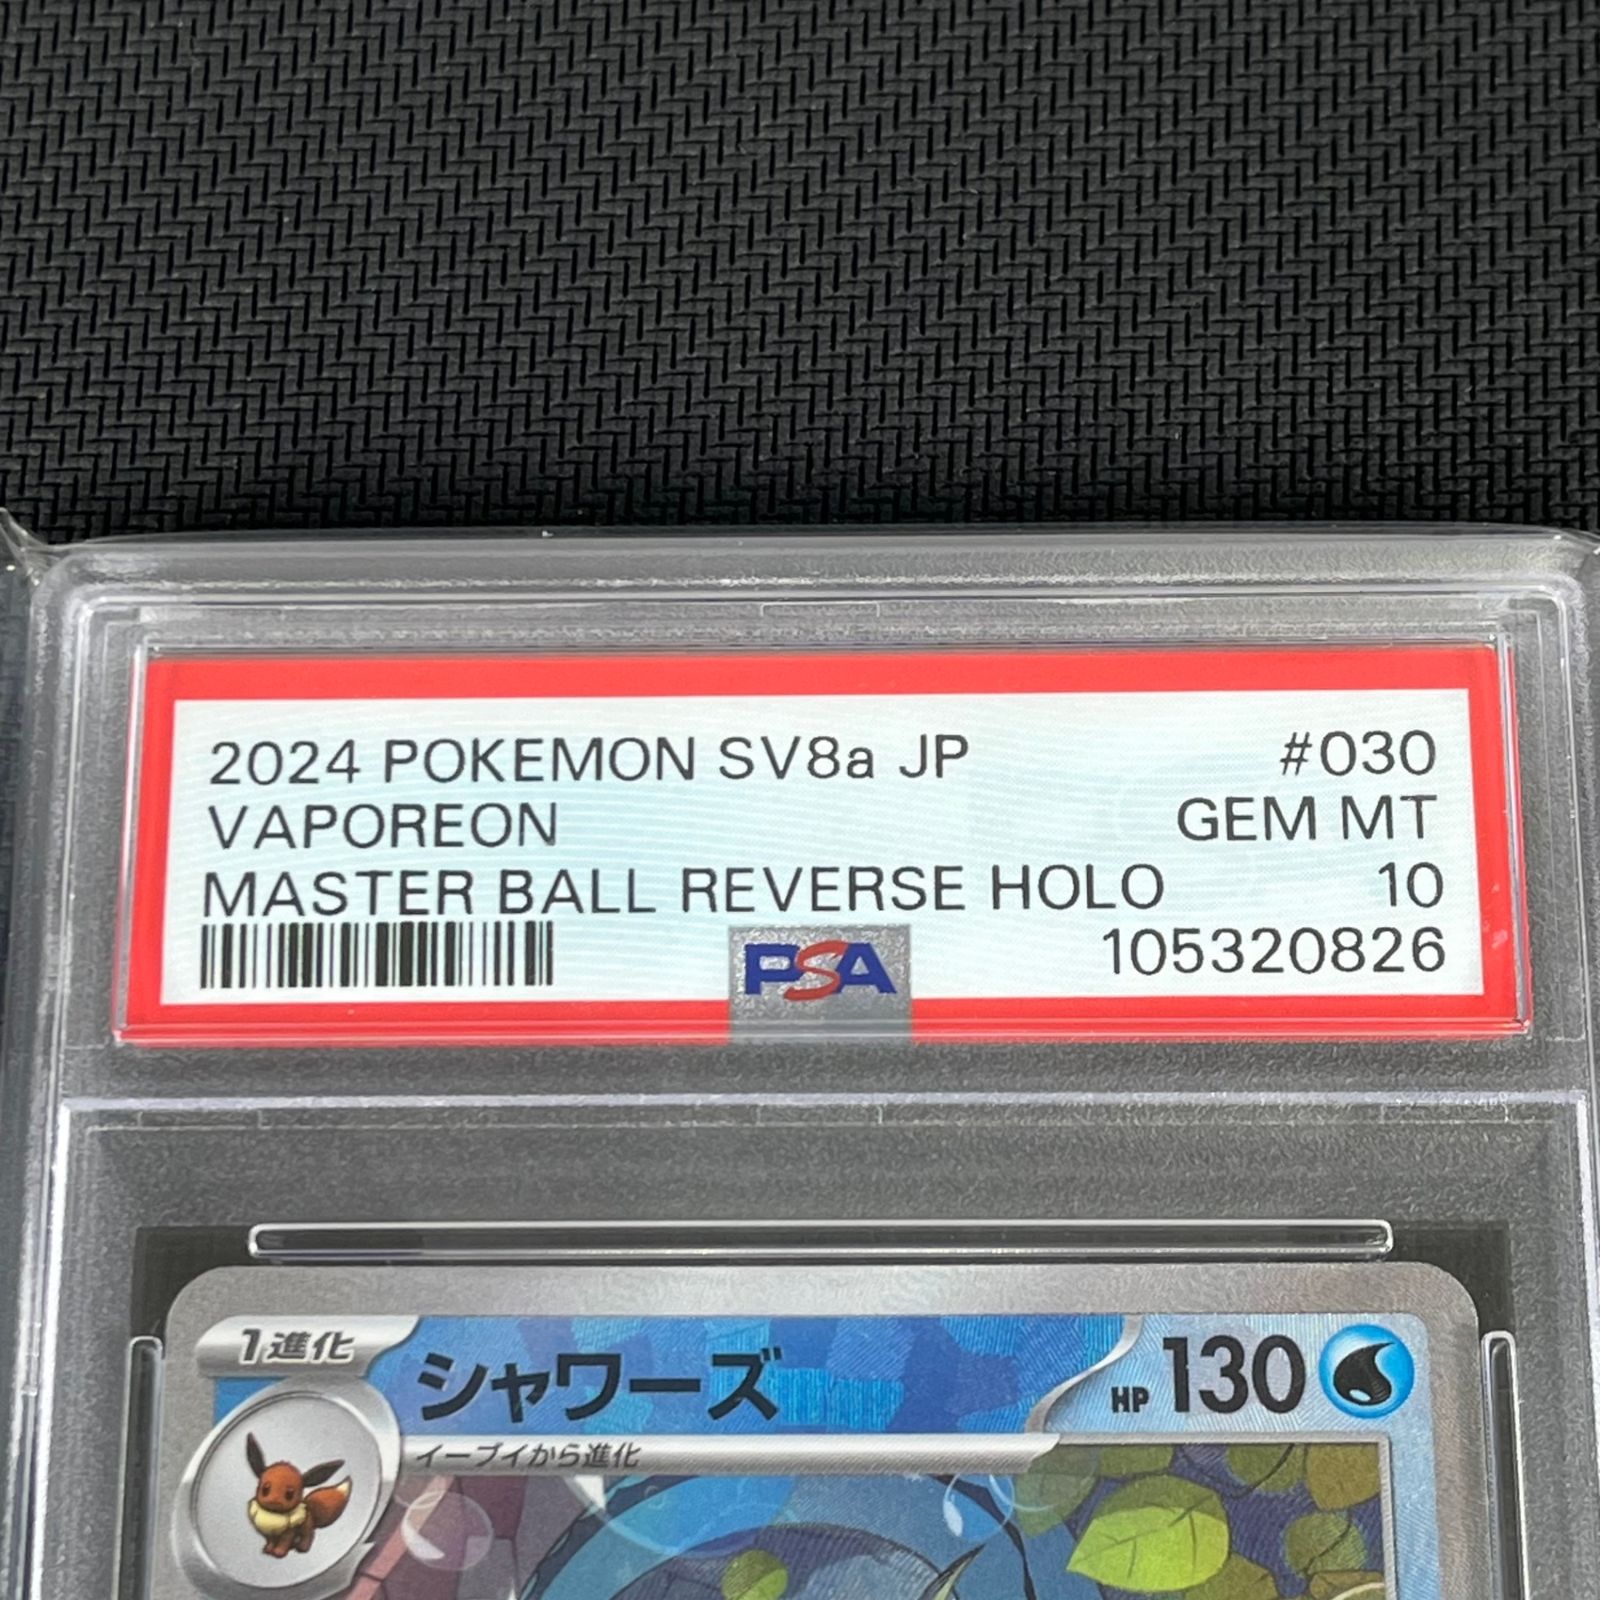 2024 POKEMON SV8a JP #030
VAPOREON GEM MT
MASTER BALL REVERSE HOLO 10
PSA 105320826
1進化 シャワーズ HP 130
イーブイから進化